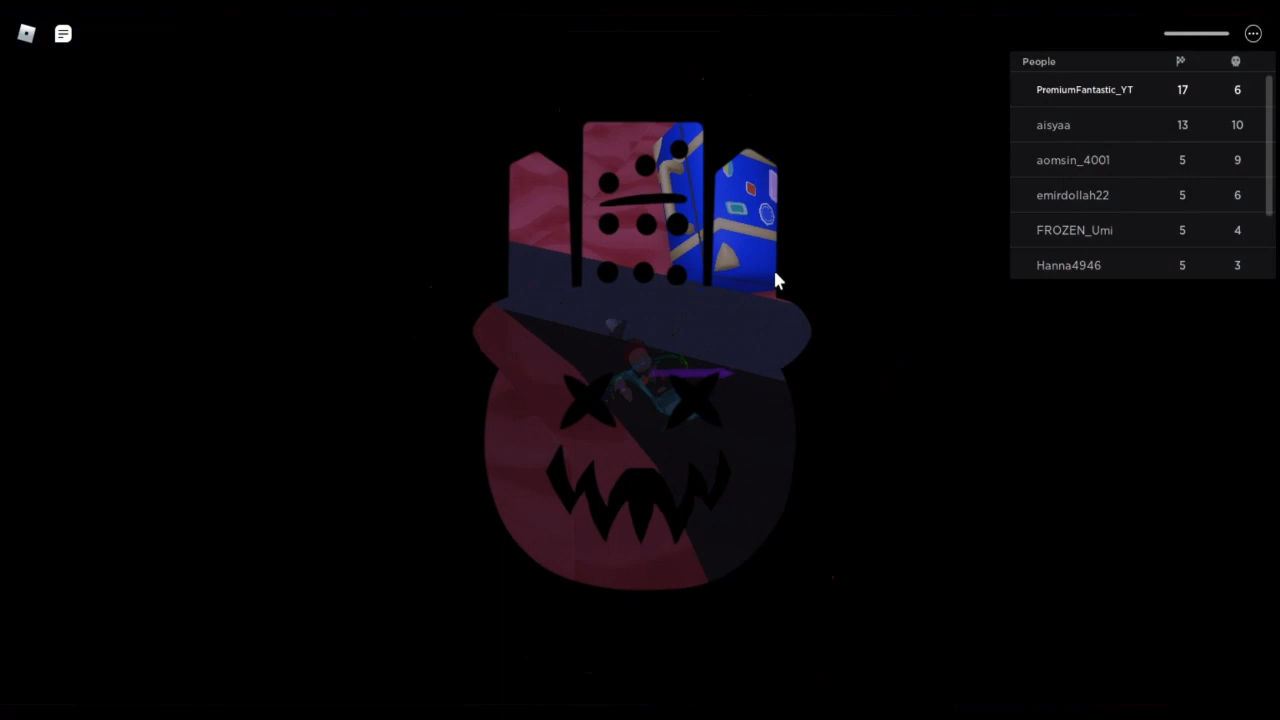 People
PremiumFantastic_YT 17 6
aisyaa 13 10
aomsin_4001 5 9
emirdollah22 5 6
FROZEN_Umi 5 4
Hanna4946 5 3